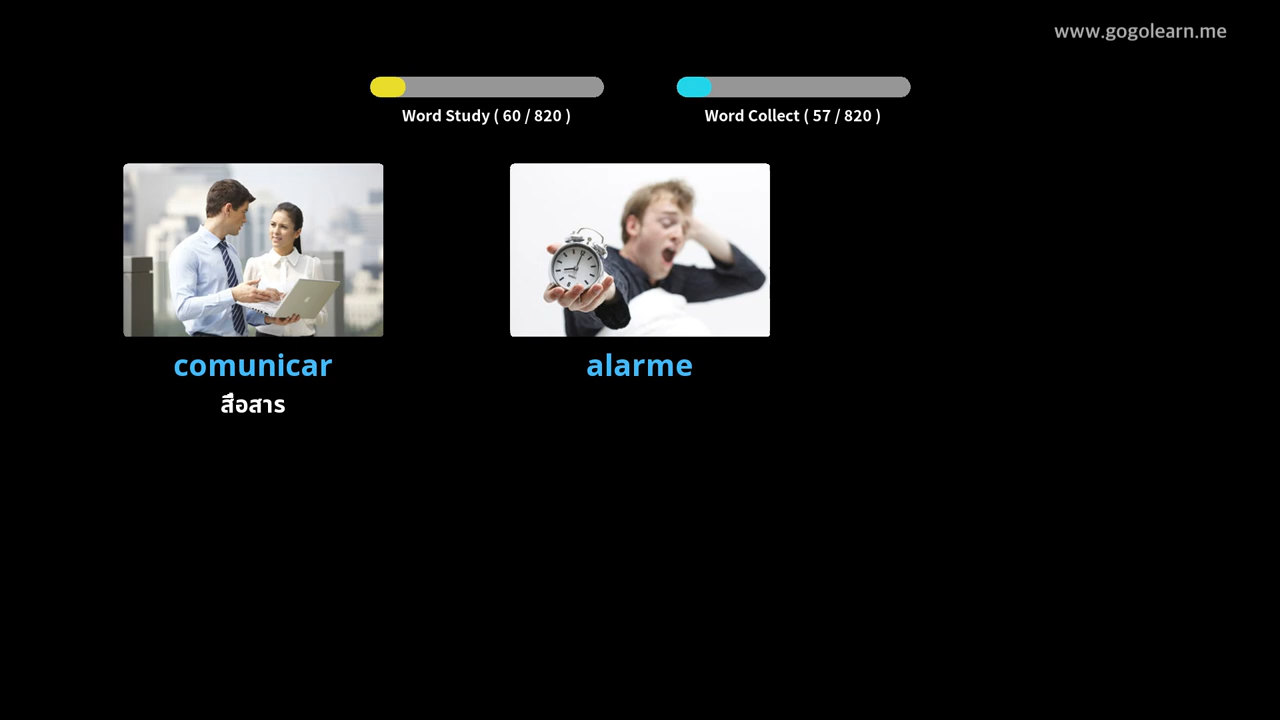 www.gogolearn.me
Word Study ( 60 / 820 )
Word Collect ( 57 / 820 )
comunicar
สื่อสาร
alarme